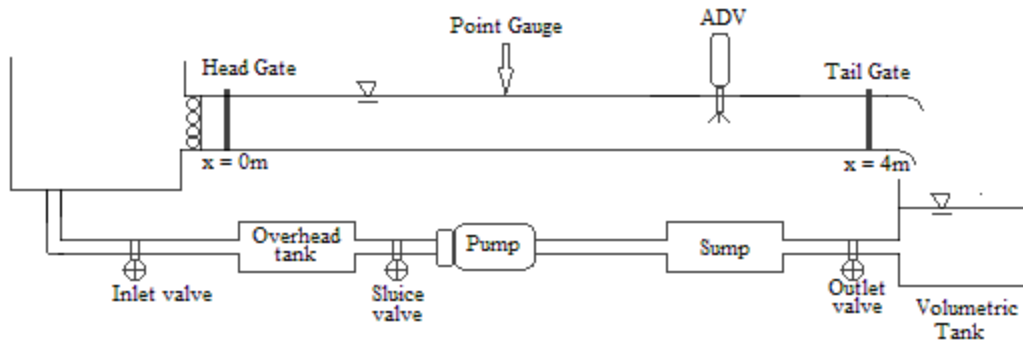 ADV
Point Gauge
Head Gate
Tail Gate
x = 0m
x = 4m
Overhead
tank
Pump
Sump
Inlet valve
Sluice
valve
Outlet
valve
Volumetric
Tank